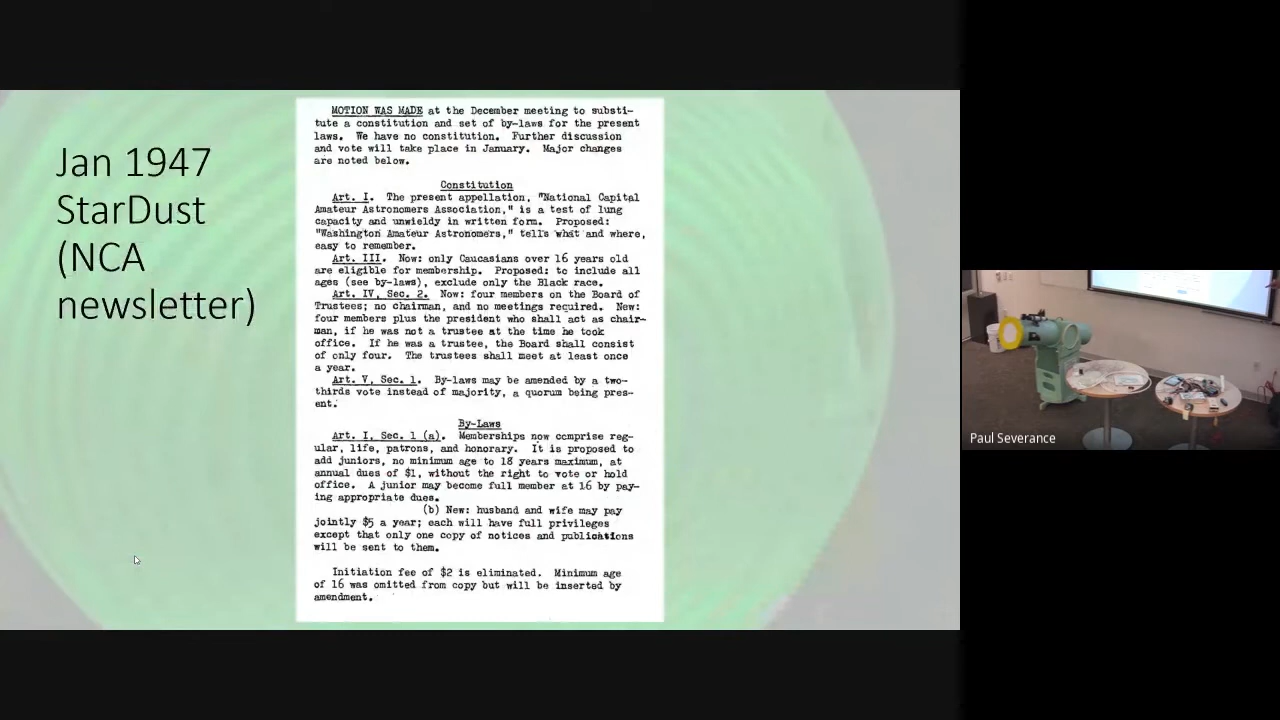 Jan 1947
StarDust
(NCA
newsletter)
MOTION WAS MADE at the December meeting to substi-
tute a constitution and set of by-laws for the present
laws. We have no constitution. Further discussion
and vote will take place in January. Major changes
are noted below.
Constitution
Art. I. The present appellation, "National Capital
Amateur Astronomers Association," is a test of lung
capacity and unwieldy in written form. Proposed:
"Washington Amateur Astronomers," tells what and where,
easy to remember.
Art. III. Now: only Caucasians over 16 years old
are eligible for membership. Proposed: to include all
ages (see by-laws), exclude only the Black race.
Art. IV, Sec. 2. Now: four members on the Board of
Trustees; no chairman, and no meetings required. New:
four members plus the president who shall act as chair-
man, if he was not a trustee at the time he took
office. If he was a trustee, the Board shall consist
of only four. The trustees shall meet at least once
a year.
Art. V, Sec. 1. By-laws may be amended by a two-
thirds vote instead of majority, a quorum being pres-
ent.
By-Laws
Art. I, Sec. 1 (a). Memberships now comprise reg-
ular, life, patrons, and honorary. It is proposed to
add juniors, no minimum age to 18 years maximum, at
annual dues of $1, without the right to vote or hold
office. A junior may become full member at 16 by pay-
ing appropriate dues.
(b) New: husband and wife may pay
jointly $5 a year; each will have full privileges
except that only one copy of notices and publications
will be sent to them.
Initiation fee of $2 is eliminated. Minimum age
of 16 was omitted from copy but will be inserted by
amendment.
Paul Severance